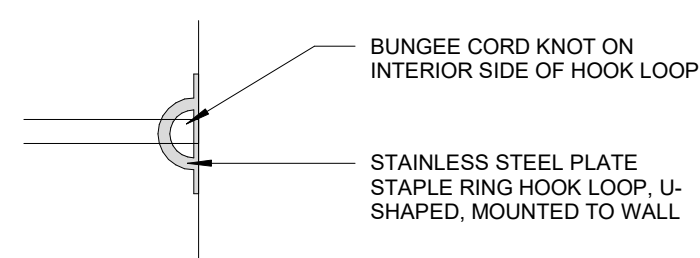 BUNGEE CORD KNOT ON
INTERIOR SIDE OF HOOK LOOP
STAINLESS STEEL PLATE
STAPLE RING HOOK LOOP, U-
SHAPED, MOUNTED TO WALL